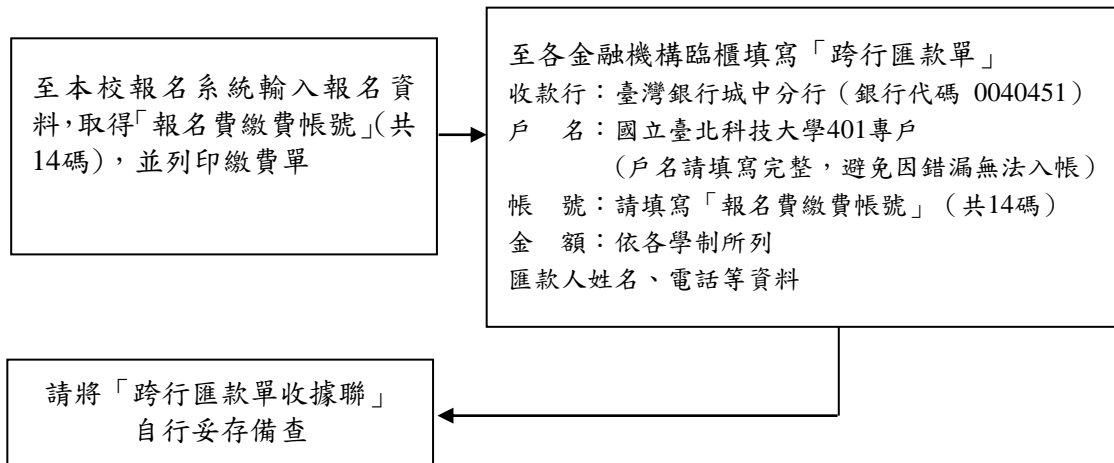 至本校報名系統輸入報名資
料，取得「報名費繳費帳號」(共
14碼)，並列印繳費單
至各金融機構臨櫃填寫「跨行匯款單」
收款行：臺灣銀行城中分行（銀行代碼 0040451）
戶　名：國立臺北科技大學401專戶
(戶名請填寫完整，避免因錯漏無法入帳)
帳　號：請填寫「報名費繳費帳號」（共14碼）
金　額：依各學制所列
匯款人姓名、電話等資料
請將「跨行匯款單收據聯」
自行妥存備查